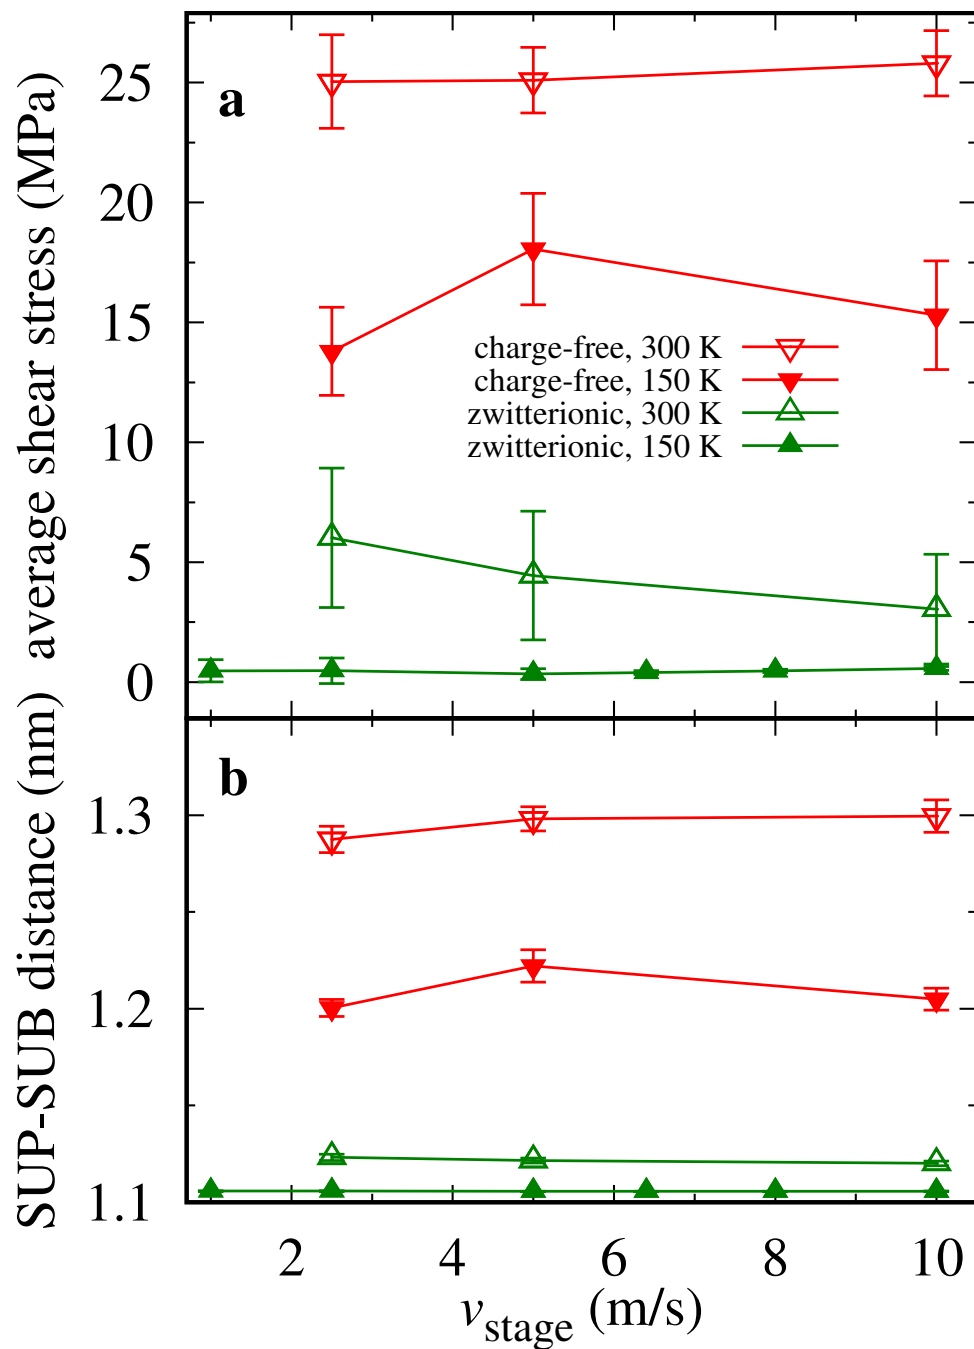 average shear stress (MPa)
25
20
15
10
5
0
a
charge-free, 300 K
charge-free, 150 K
zwitterionic, 300 K
zwitterionic, 150 K
SUP-SUB distance (nm)
1.3
1.2
1.1
b
2 4 6 8 10
v_stage (m/s)